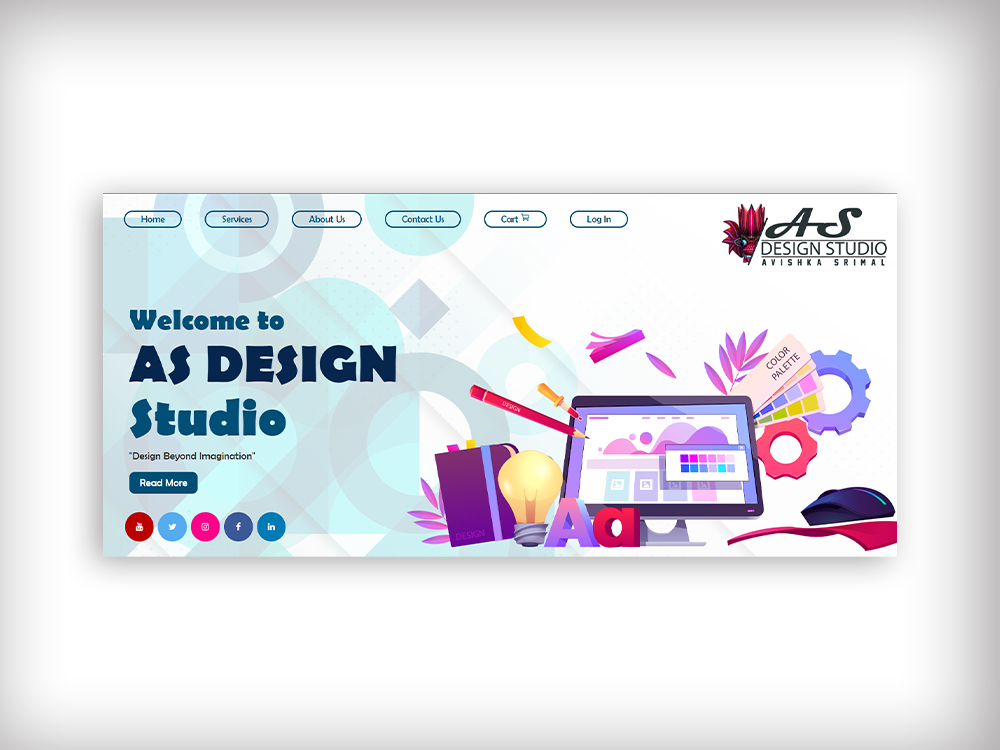 Home Services About Us Contact Us Cart Log In
AS
DESIGN STUDIO
AVISHKA SRIMAL
Welcome to
AS DESIGN
Studio
"Design Beyond Imagination"
Read More
COLOR
PALETTE
DESIGN
DESIGN
Aa